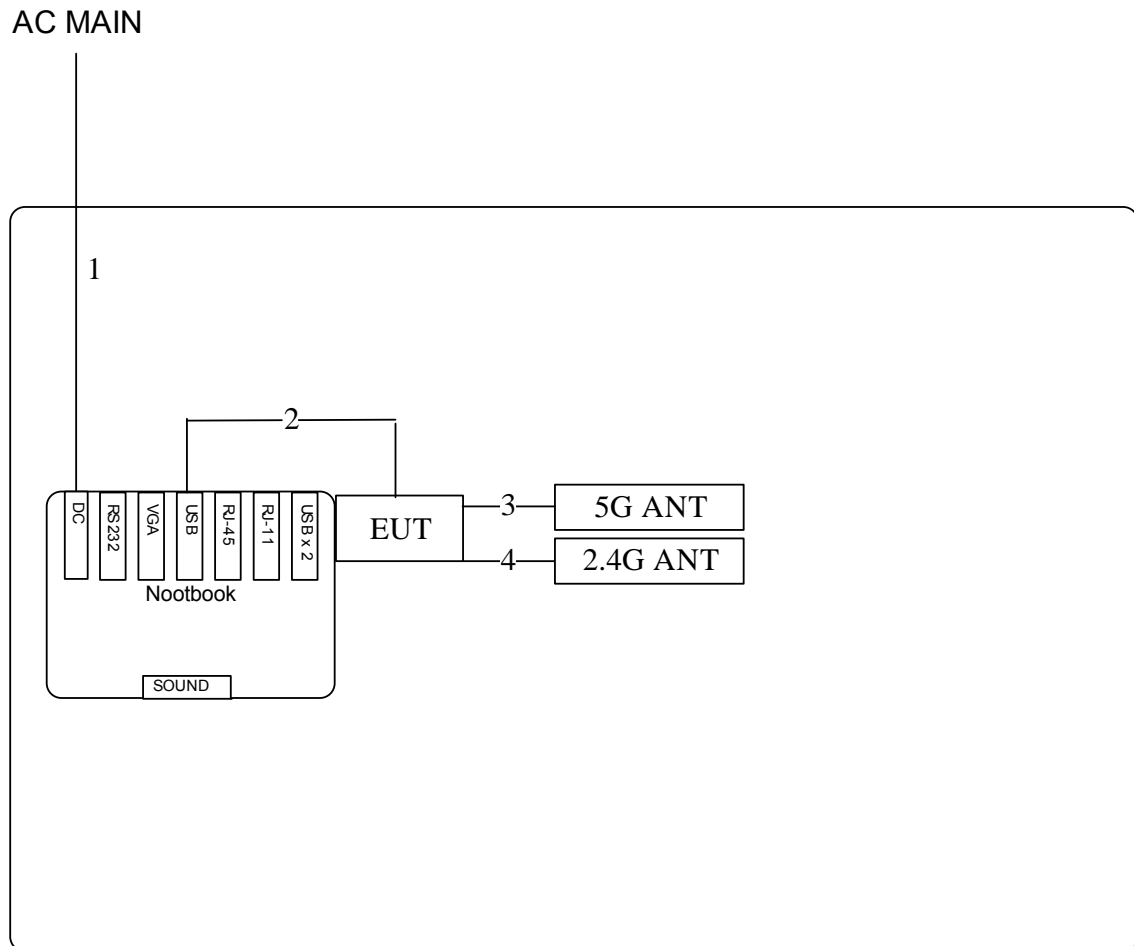 AC MAIN
1
2
DC
RS232
VGA
USB
RJ-45
RJ-11
USB x 2
EUT
3
5G ANT
4
2.4G ANT
Nootbook
SOUND